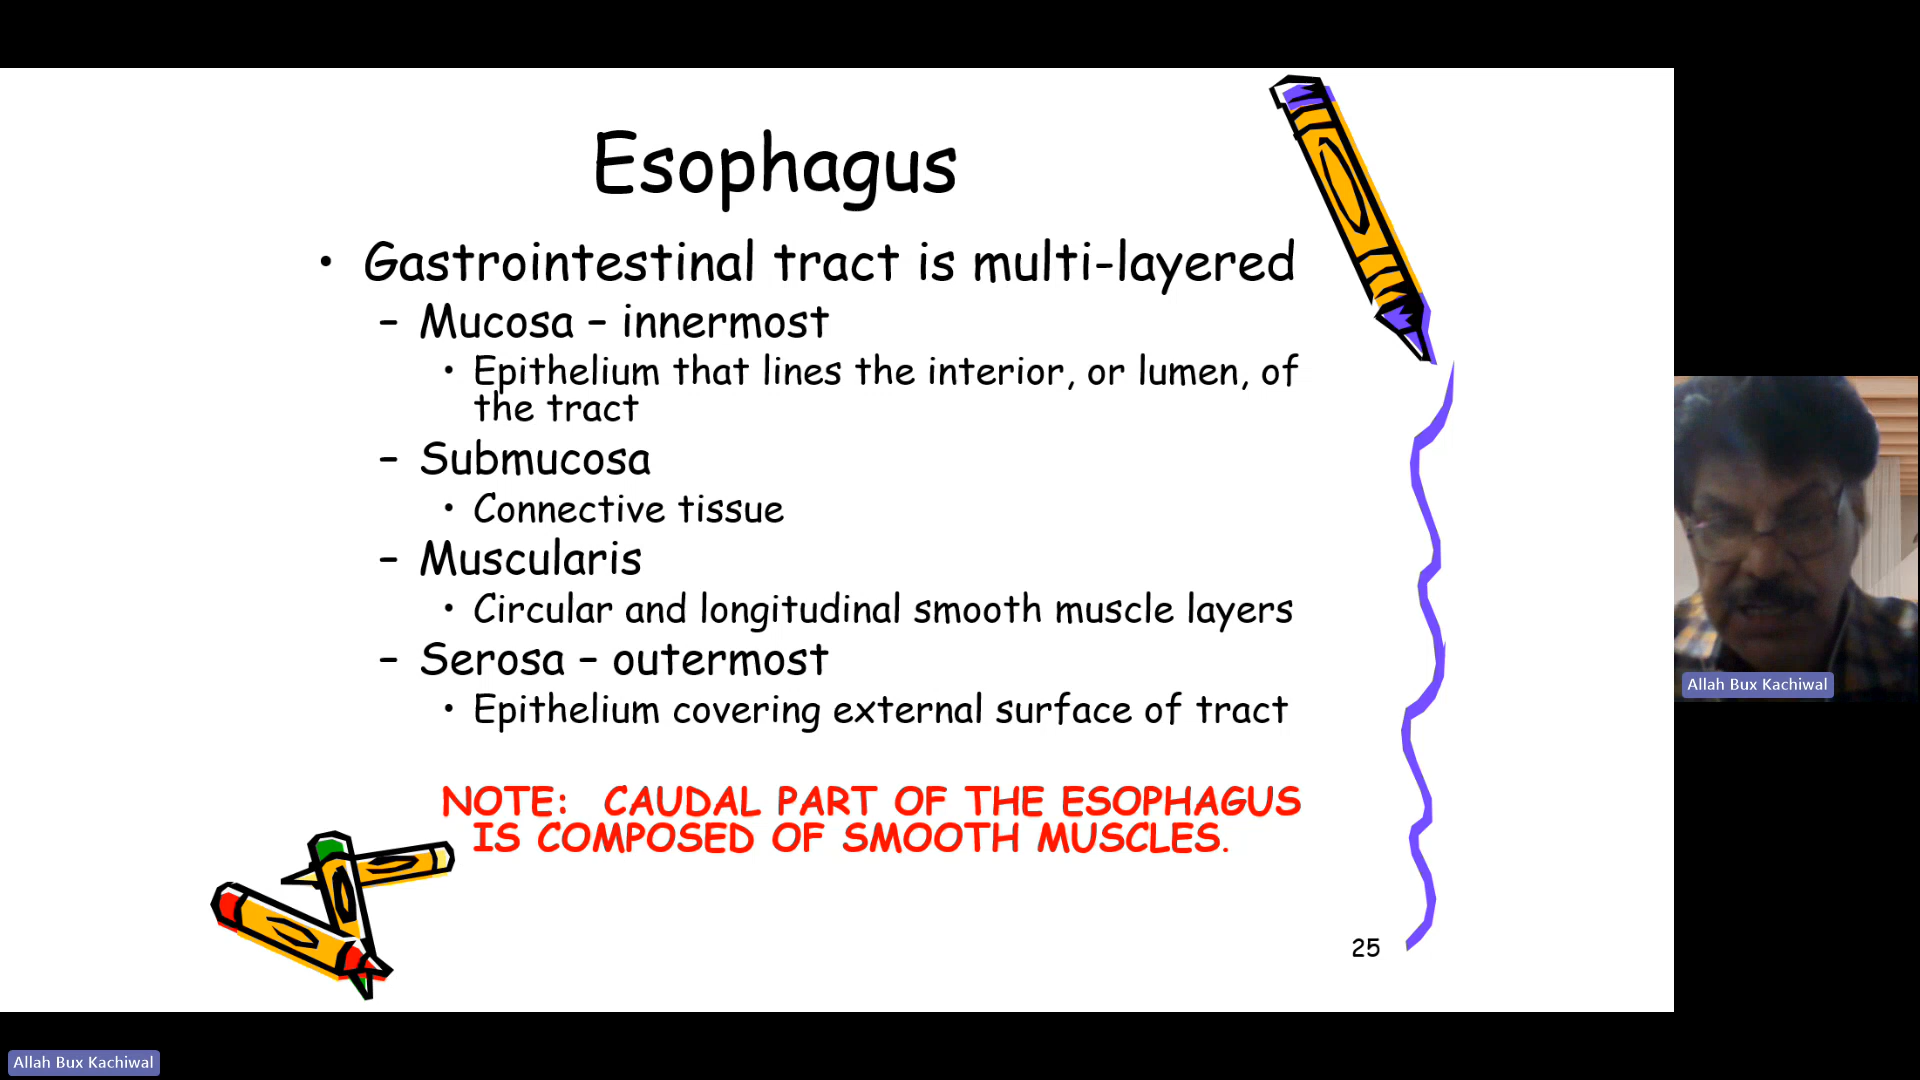 Esophagus
• Gastrointestinal tract is multi-layered
– Mucosa – innermost
• Epithelium that lines the interior, or lumen, of
the tract
– Submucosa
• Connective tissue
– Muscularis
• Circular and longitudinal smooth muscle layers
– Serosa – outermost
• Epithelium covering external surface of tract
NOTE: CAUDAL PART OF THE ESOPHAGUS
IS COMPOSED OF SMOOTH MUSCLES.
25
Allah Bux Kachiwal
Allah Bux Kachiwal